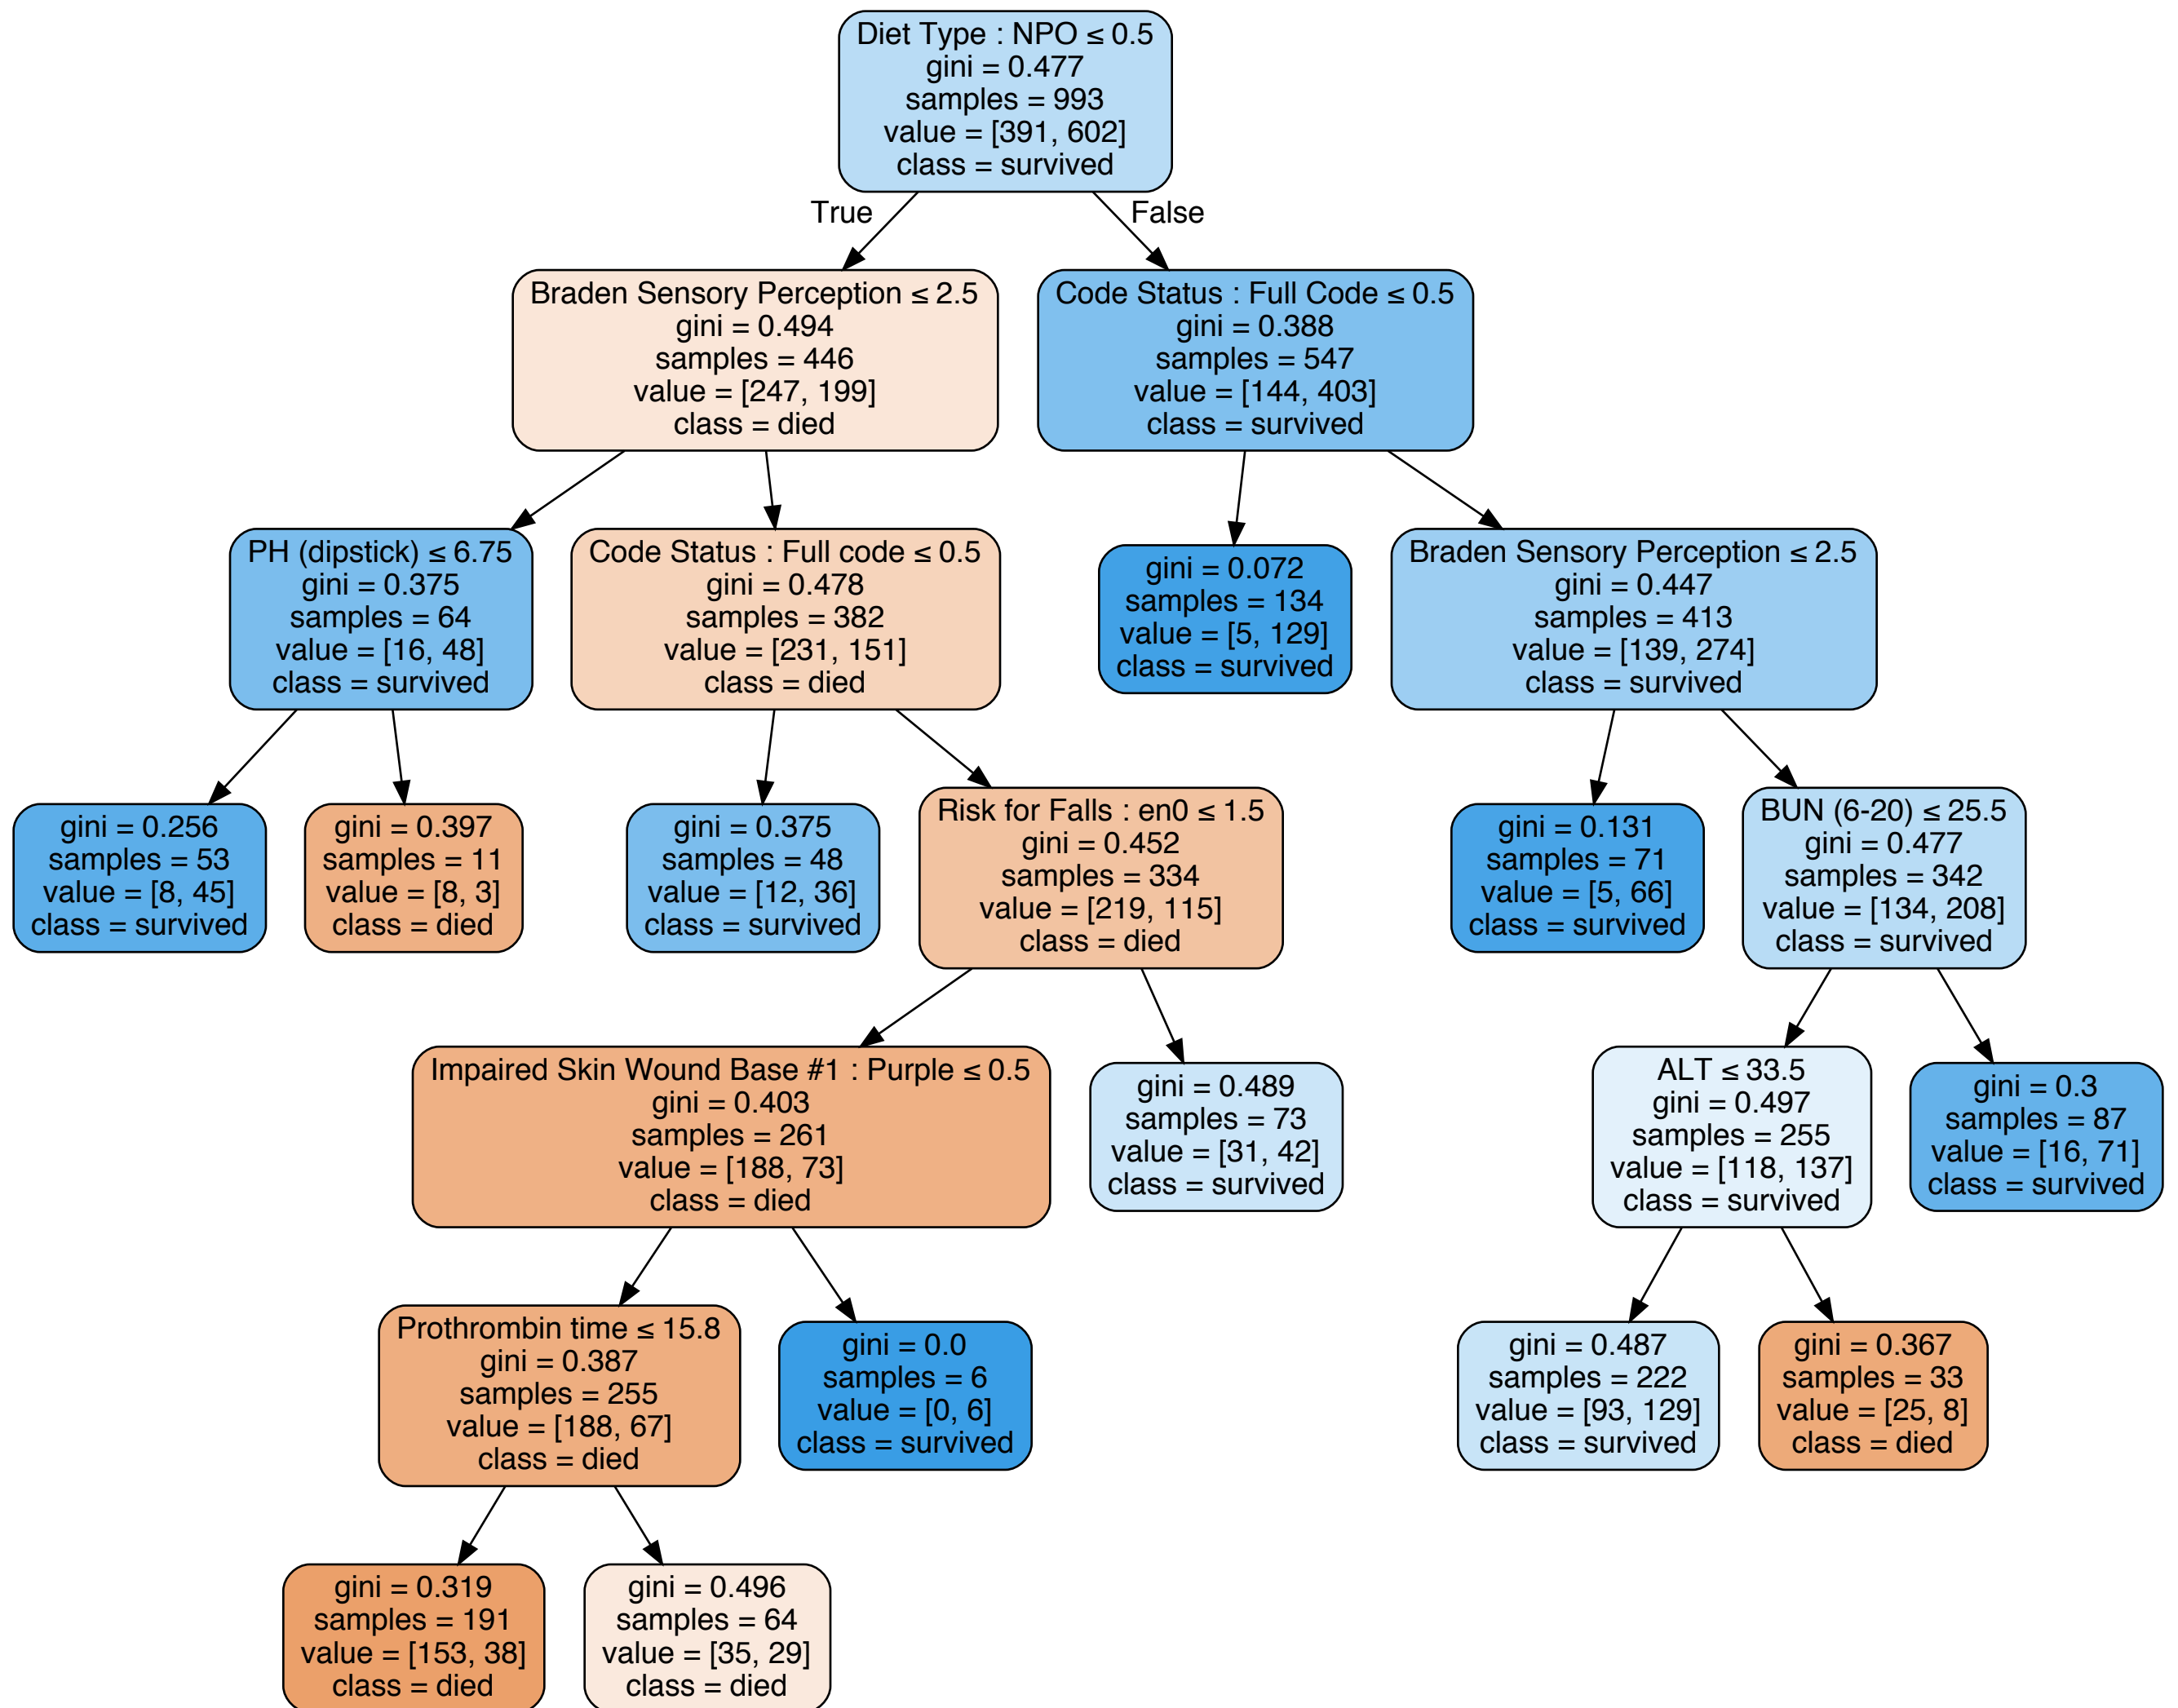 Diet Type : NPO ≤ 0.5
gini = 0.477
samples = 993
value = [391, 602]
class = survived
True
False
Braden Sensory Perception ≤ 2.5
gini = 0.494
samples = 446
value = [247, 199]
class = died
Code Status : Full Code ≤ 0.5
gini = 0.388
samples = 547
value = [144, 403]
class = survived
PH (dipstick) ≤ 6.75
gini = 0.375
samples = 64
value = [16, 48]
class = survived
Code Status : Full code ≤ 0.5
gini = 0.478
samples = 382
value = [231, 151]
class = died
gini = 0.072
samples = 134
value = [5, 129]
class = survived
Braden Sensory Perception ≤ 2.5
gini = 0.447
samples = 413
value = [139, 274]
class = survived
gini = 0.256
samples = 53
value = [8, 45]
class = survived
gini = 0.397
samples = 11
value = [8, 3]
class = died
gini = 0.375
samples = 48
value = [12, 36]
class = survived
Risk for Falls : en0 ≤ 1.5
gini = 0.452
samples = 334
value = [219, 115]
class = died
gini = 0.131
samples = 71
value = [5, 66]
class = survived
BUN (6-20) ≤ 25.5
gini = 0.477
samples = 342
value = [134, 208]
class = survived
Impaired Skin Wound Base #1 : Purple ≤ 0.5
gini = 0.403
samples = 261
value = [188, 73]
class = died
gini = 0.489
samples = 73
value = [31, 42]
class = survived
ALT ≤ 33.5
gini = 0.497
samples = 255
value = [118, 137]
class = survived
gini = 0.3
samples = 87
value = [16, 71]
class = survived
Prothrombin time ≤ 15.8
gini = 0.387
samples = 255
value = [188, 67]
class = died
gini = 0.0
samples = 6
value = [0, 6]
class = survived
gini = 0.487
samples = 222
value = [93, 129]
class = survived
gini = 0.367
samples = 33
value = [25, 8]
class = died
gini = 0.319
samples = 191
value = [153, 38]
class = died
gini = 0.496
samples = 64
value = [35, 29]
class = died